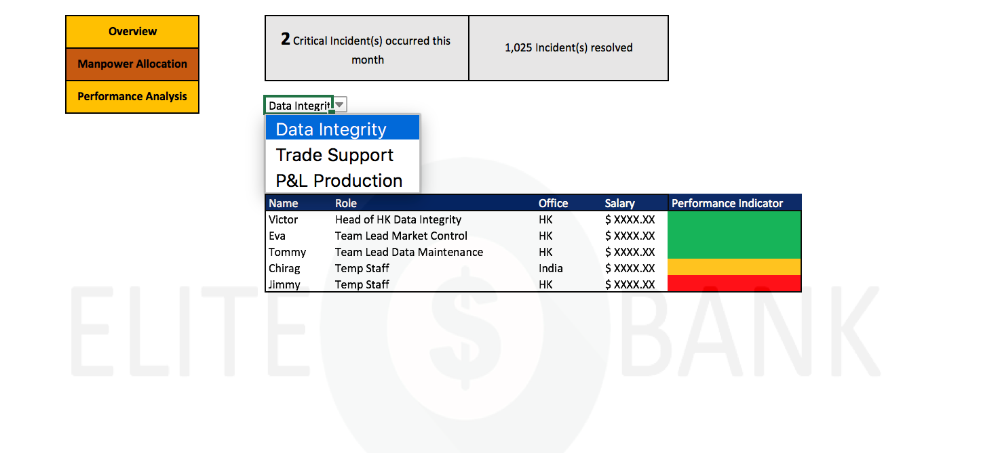 Overview
Manpower Allocation
Performance Analysis
2 Critical Incident(s) occurred this
month
1,025 Incident(s) resolved
Data Integrit
Data Integrity
Trade Support
P&L Production
Name Role Office Salary Performance Indicator
Victor Head of HK Data Integrity HK $ XXXX.XX
Eva Team Lead Market Control HK $ XXXX.XX
Tommy Team Lead Data Maintenance HK $ XXXX.XX
Chirag Temp Staff India $ XXXX.XX
Jimmy Temp Staff HK $ XXXX.XX
ELITE $ BANK